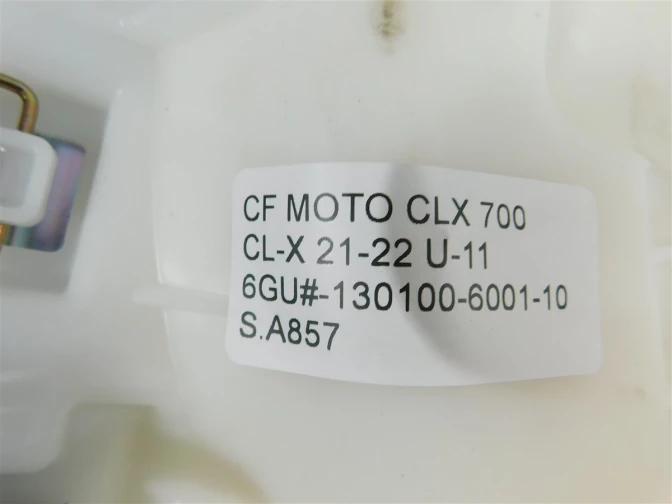 CF MOTO CLX 700
CL-X 21-22 U-11
6GU#-130100-6001-10
S.A857